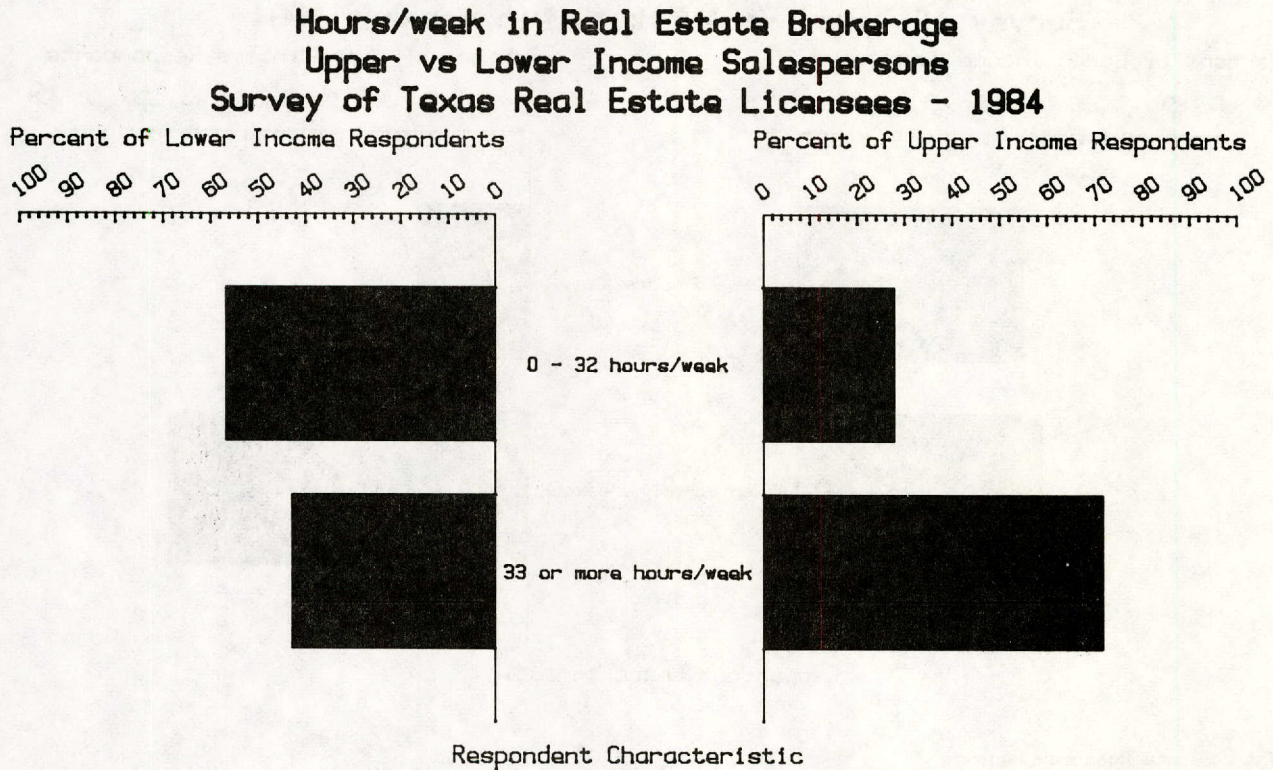 Hours/week in Real Estate Brokerage
Upper vs Lower Income Salespersons
Survey of Texas Real Estate Licensees - 1984
Percent of Lower Income Respondents
Percent of Upper Income Respondents
100 90 80 70 60 50 40 30 20 10 0
0 10 20 30 40 50 60 70 80 90 100
0 - 32 hours/week
33 or more hours/week
Respondent Characteristic